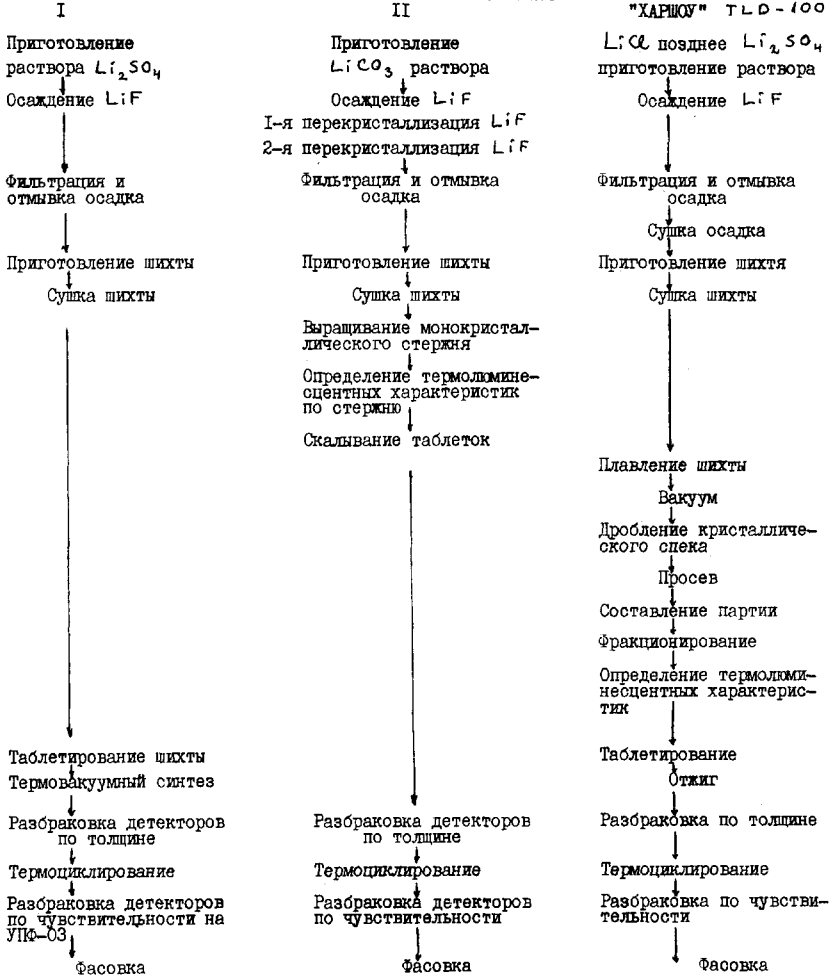 I
Приготовление
раствора Li₂SO₄
Осаждение LiF
Фильтрация и
отмывка осадка
Приготовление шихты
Сушка шихты
Таблетирование шихты
Термовакуумный синтез
Разбраковка детекторов
по толщине
Термоциклирование
Разбраковка детекторов
по чувствительности на
УПФ-03
Фасовка
II
Приготовление
LiCO₃ раствора
Осаждение LiF
I-я перекристаллизация LiF
2-я перекристаллизация LiF
Фильтрация и отмывка
осадка
Приготовление шихты
Сушка шихты
Выращивание монокристал-
лического стержня
Определение термолюмине-
сцентных характеристик
по стержню
Скалывание таблеток
Разбраковка детекторов
по толщине
Термоциклирование
Разбраковка детекторов
по чувствительности
Фасовка
"ХАРШОУ" TLD-100
LiCl позднее Li₂SO₄
приготовление раствора
Осаждение LiF
Фильтрация и отмывка
осадка
Сушка осадка
Приготовление шихтя
Сушка шихты
Плавление шихты
Вакуум
Дробление кристалличе-
ского спека
Просев
Составление партии
Фракционирование
Определение термолюми-
несцентных характерис-
тик
Таблетирование
Отжиг
Разбраковка по толщине
Термоциклирование
Разбраковка по чувстви-
тельности
Фасовка